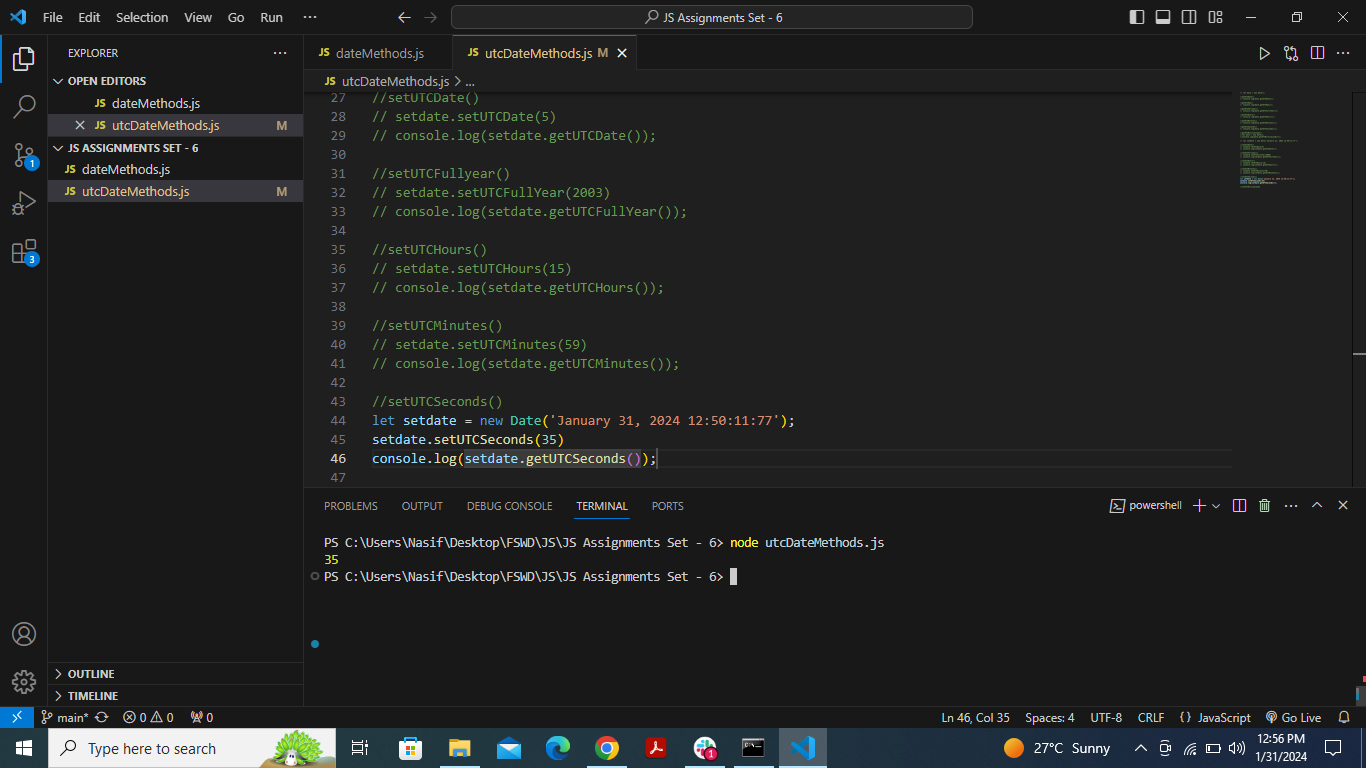 File Edit Selection View Go Run ···
JS Assignments Set - 6
EXPLORER
OPEN EDITORS
JS dateMethods.js
JS utcDateMethods.js M
JS ASSIGNMENTS SET - 6
JS dateMethods.js
JS utcDateMethods.js M
1
3
OUTLINE
TIMELINE
JS dateMethods.js
JS utcDateMethods.js M
JS utcDateMethods.js > ...
27 //setUTCDate()
28 // setdate.setUTCDate(5)
29 // console.log(setdate.getUTCDate());
30
31 //setUTCFullyear()
32 // setdate.setUTCFullYear(2003)
33 // console.log(setdate.getUTCFullYear());
34
35 //setUTCHours()
36 // setdate.setUTCHours(15)
37 // console.log(setdate.getUTCHours());
38
39 //setUTCMinutes()
40 // setdate.setUTCMinutes(59)
41 // console.log(setdate.getUTCMinutes());
42
43 //setUTCSeconds()
44 let setdate = new Date('January 31, 2024 12:50:11:77');
45 setdate.setUTCSeconds(35)
46 console.log(setdate.getUTCSeconds());
47
PROBLEMS OUTPUT DEBUG CONSOLE TERMINAL PORTS
powershell
PS C:\Users\Nasif\Desktop\FSWD\JS\JS Assignments Set - 6> node utcDateMethods.js
35
PS C:\Users\Nasif\Desktop\FSWD\JS\JS Assignments Set - 6>
main* 0 0 0
Ln 46, Col 35 Spaces: 4 UTF-8 CRLF {} JavaScript Go Live
Type here to search
1
27°C Sunny
12:56 PM
1/31/2024